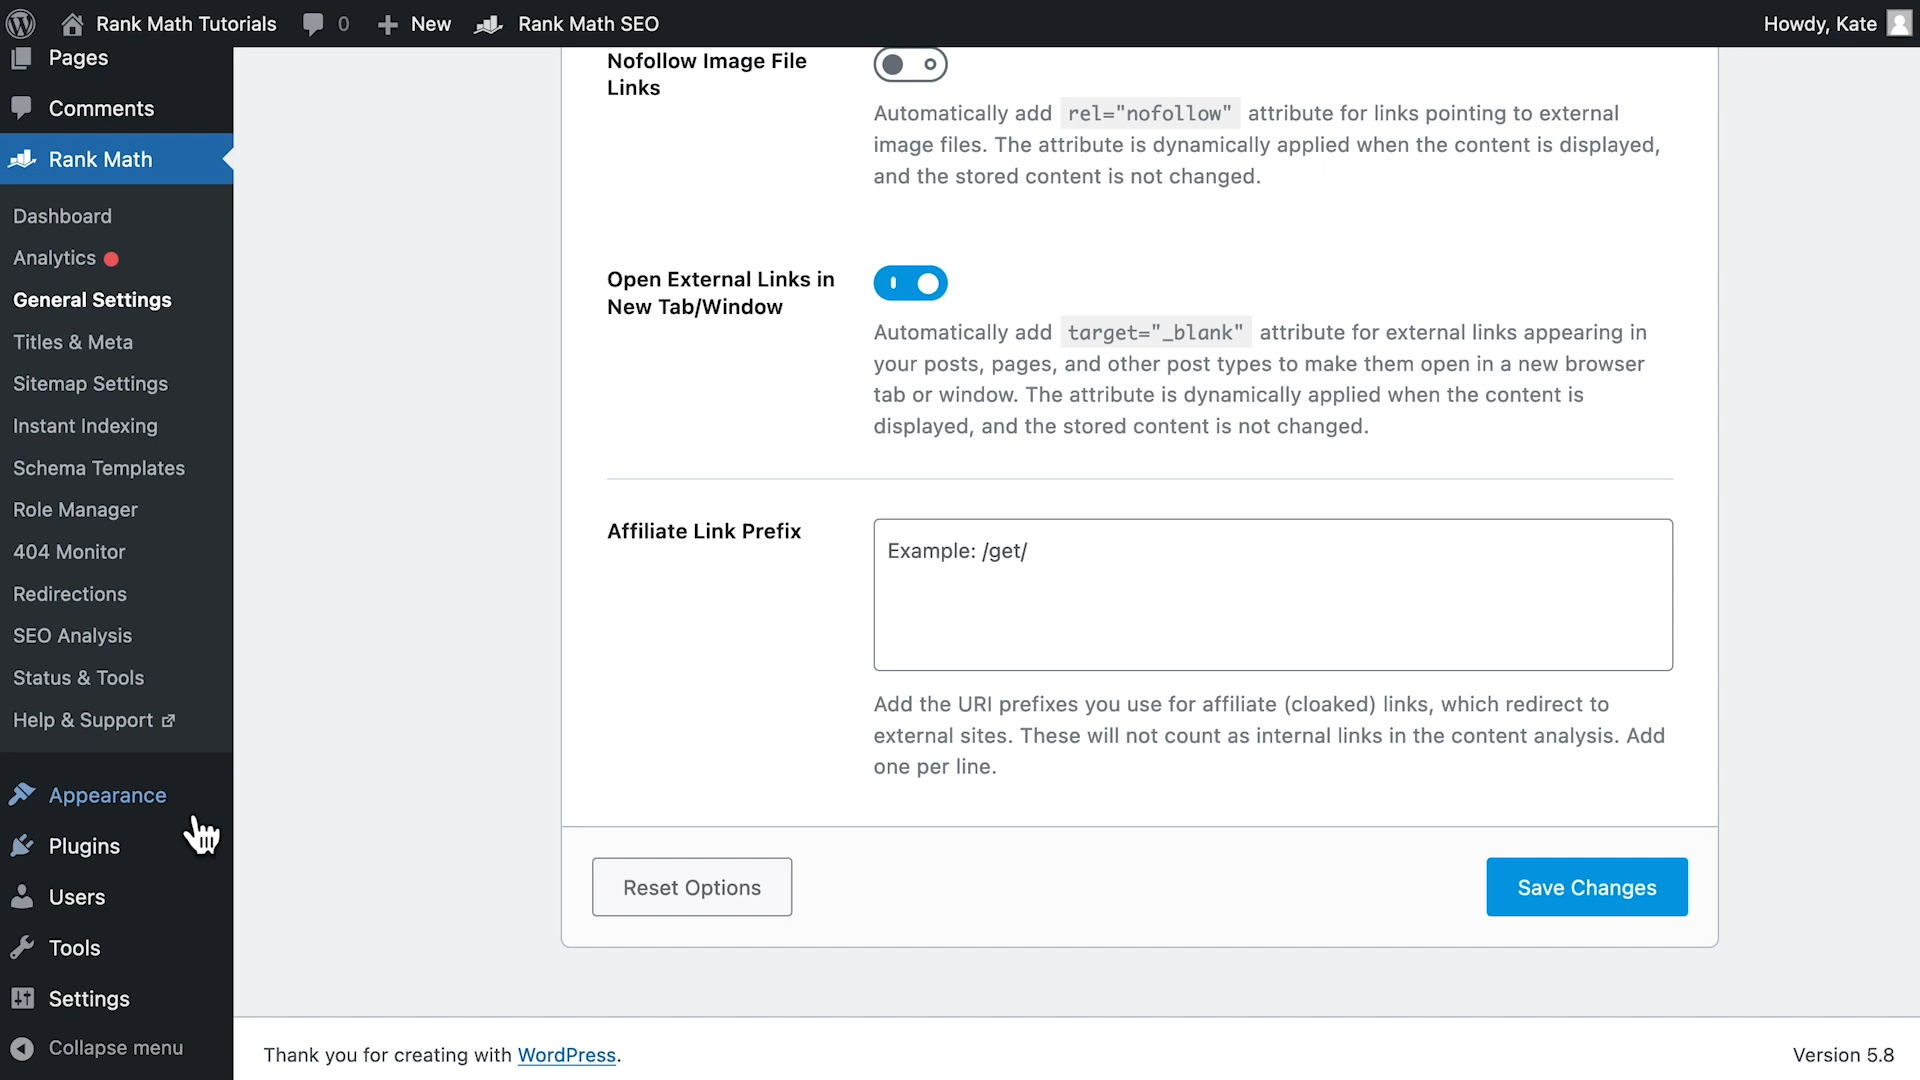 Rank Math Tutorials 0 New Rank Math SEO Howdy, Kate
Pages
Comments
Rank Math
Dashboard
Analytics
General Settings
Titles & Meta
Sitemap Settings
Instant Indexing
Schema Templates
Role Manager
404 Monitor
Redirections
SEO Analysis
Status & Tools
Help & Support
Appearance
Plugins
Users
Tools
Settings
Collapse menu
Nofollow Image File
Links
Automatically add rel="nofollow" attribute for links pointing to external
image files. The attribute is dynamically applied when the content is displayed,
and the stored content is not changed.
Open External Links in
New Tab/Window
Automatically add target="_blank" attribute for external links appearing in
your posts, pages, and other post types to make them open in a new browser
tab or window. The attribute is dynamically applied when the content is
displayed, and the stored content is not changed.
Affiliate Link Prefix
Example: /get/
Add the URI prefixes you use for affiliate (cloaked) links, which redirect to
external sites. These will not count as internal links in the content analysis. Add
one per line.
Reset Options
Save Changes
Thank you for creating with WordPress.
Version 5.8